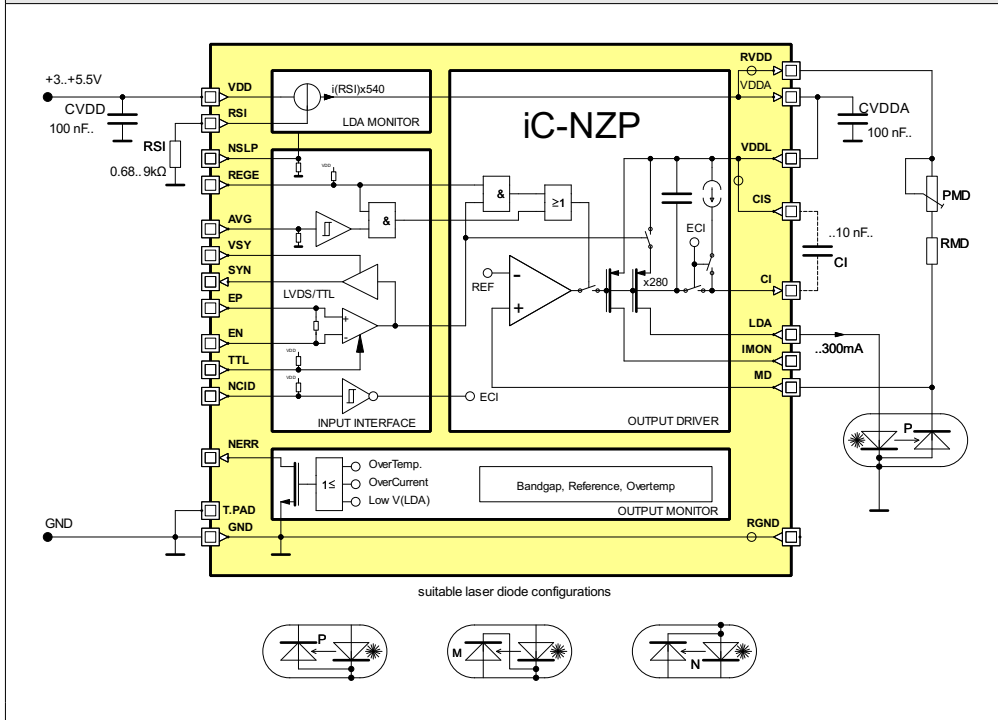 +3..+5.5V
CVDD
100 nF..
RSI
0.68..9kΩ
GND
VDD
RSI
NSLP
REGE
AVG
VSY
SYN
EP
EN
TTL
NCID
NERR
T.PAD
GND
i(RSI)x540
LDA MONITOR
VDD
&
LVDS/TTL
+
-
VDD
VDD
ECI
INPUT INTERFACE
iC-NZP
&
≥1
REF
-
+
x280
ECI
OUTPUT DRIVER
1≤
OverTemp.
OverCurrent
Low V(LDA)
Bandgap, Reference, Overtemp
OUTPUT MONITOR
RVDD
VDDA
VDDL
CIS
CI
LDA
IMON
MD
RGND
CVDDA
100 nF..
PMD
RMD
..10 nF..
CI
..300mA
P
suitable laser diode configurations
P
M
N